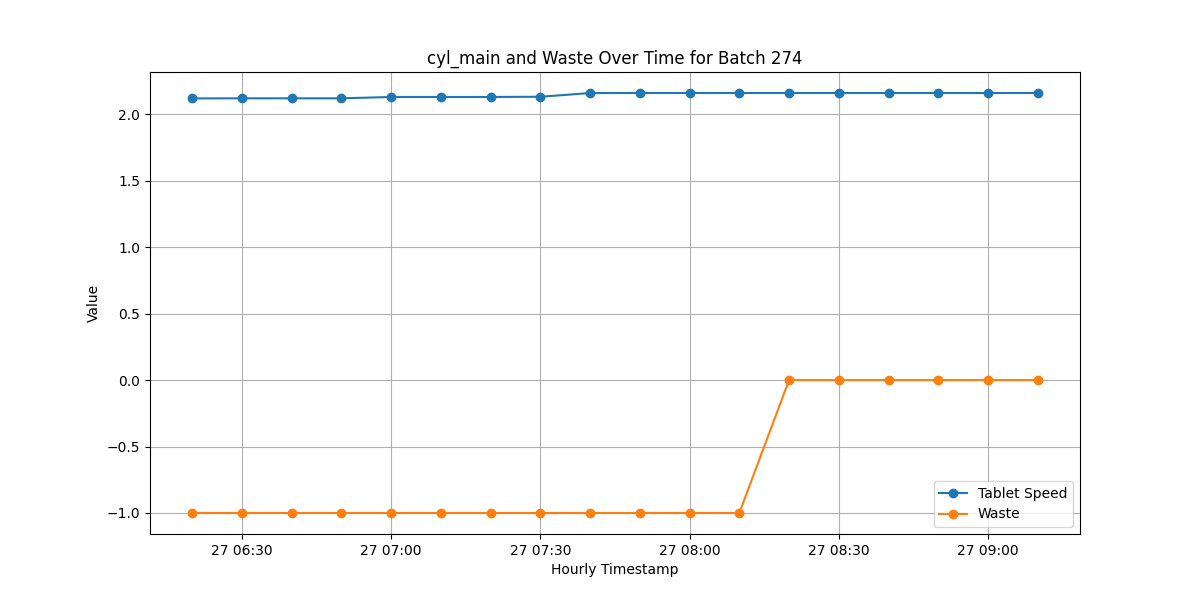 cyl_main and Waste Over Time for Batch 274
2.0
1.5
1.0
0.5
0.0
−0.5
−1.0
Value
Tablet Speed
Waste
27 06:30 27 07:00 27 07:30 27 08:00 27 08:30 27 09:00
Hourly Timestamp